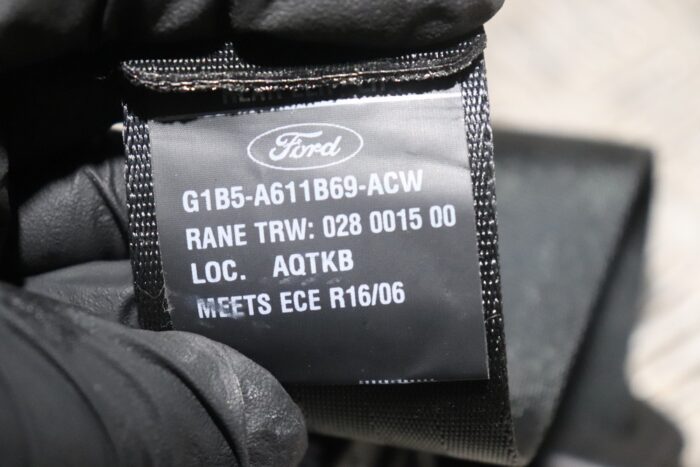 Ford
G1B5-A611B69-ACW
RANE TRW: 028 0015 00
LOC. AQTKB
MEETS ECE R16/06